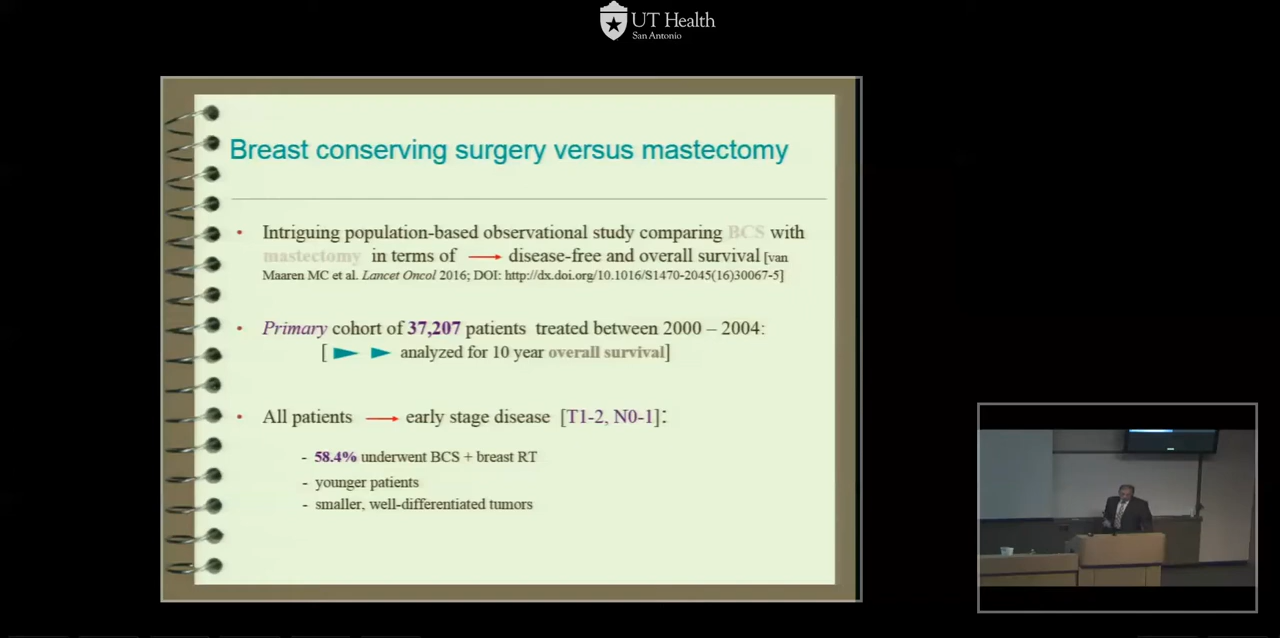 UT Health
San Antonio
Breast conserving surgery versus mastectomy
• Intriguing population-based observational study comparing BCS with
mastectomy in terms of → disease-free and overall survival [van
Maaren MC et al. Lancet Oncol 2016; DOI: http://dx.doi.org/10.1016/S1470-2045(16)30067-5]
• Primary cohort of 37,207 patients treated between 2000 – 2004:
[ ► ► analyzed for 10 year overall survival]
• All patients → early stage disease [T1-2, N0-1]:
- 58.4% underwent BCS + breast RT
- younger patients
- smaller, well-differentiated tumors